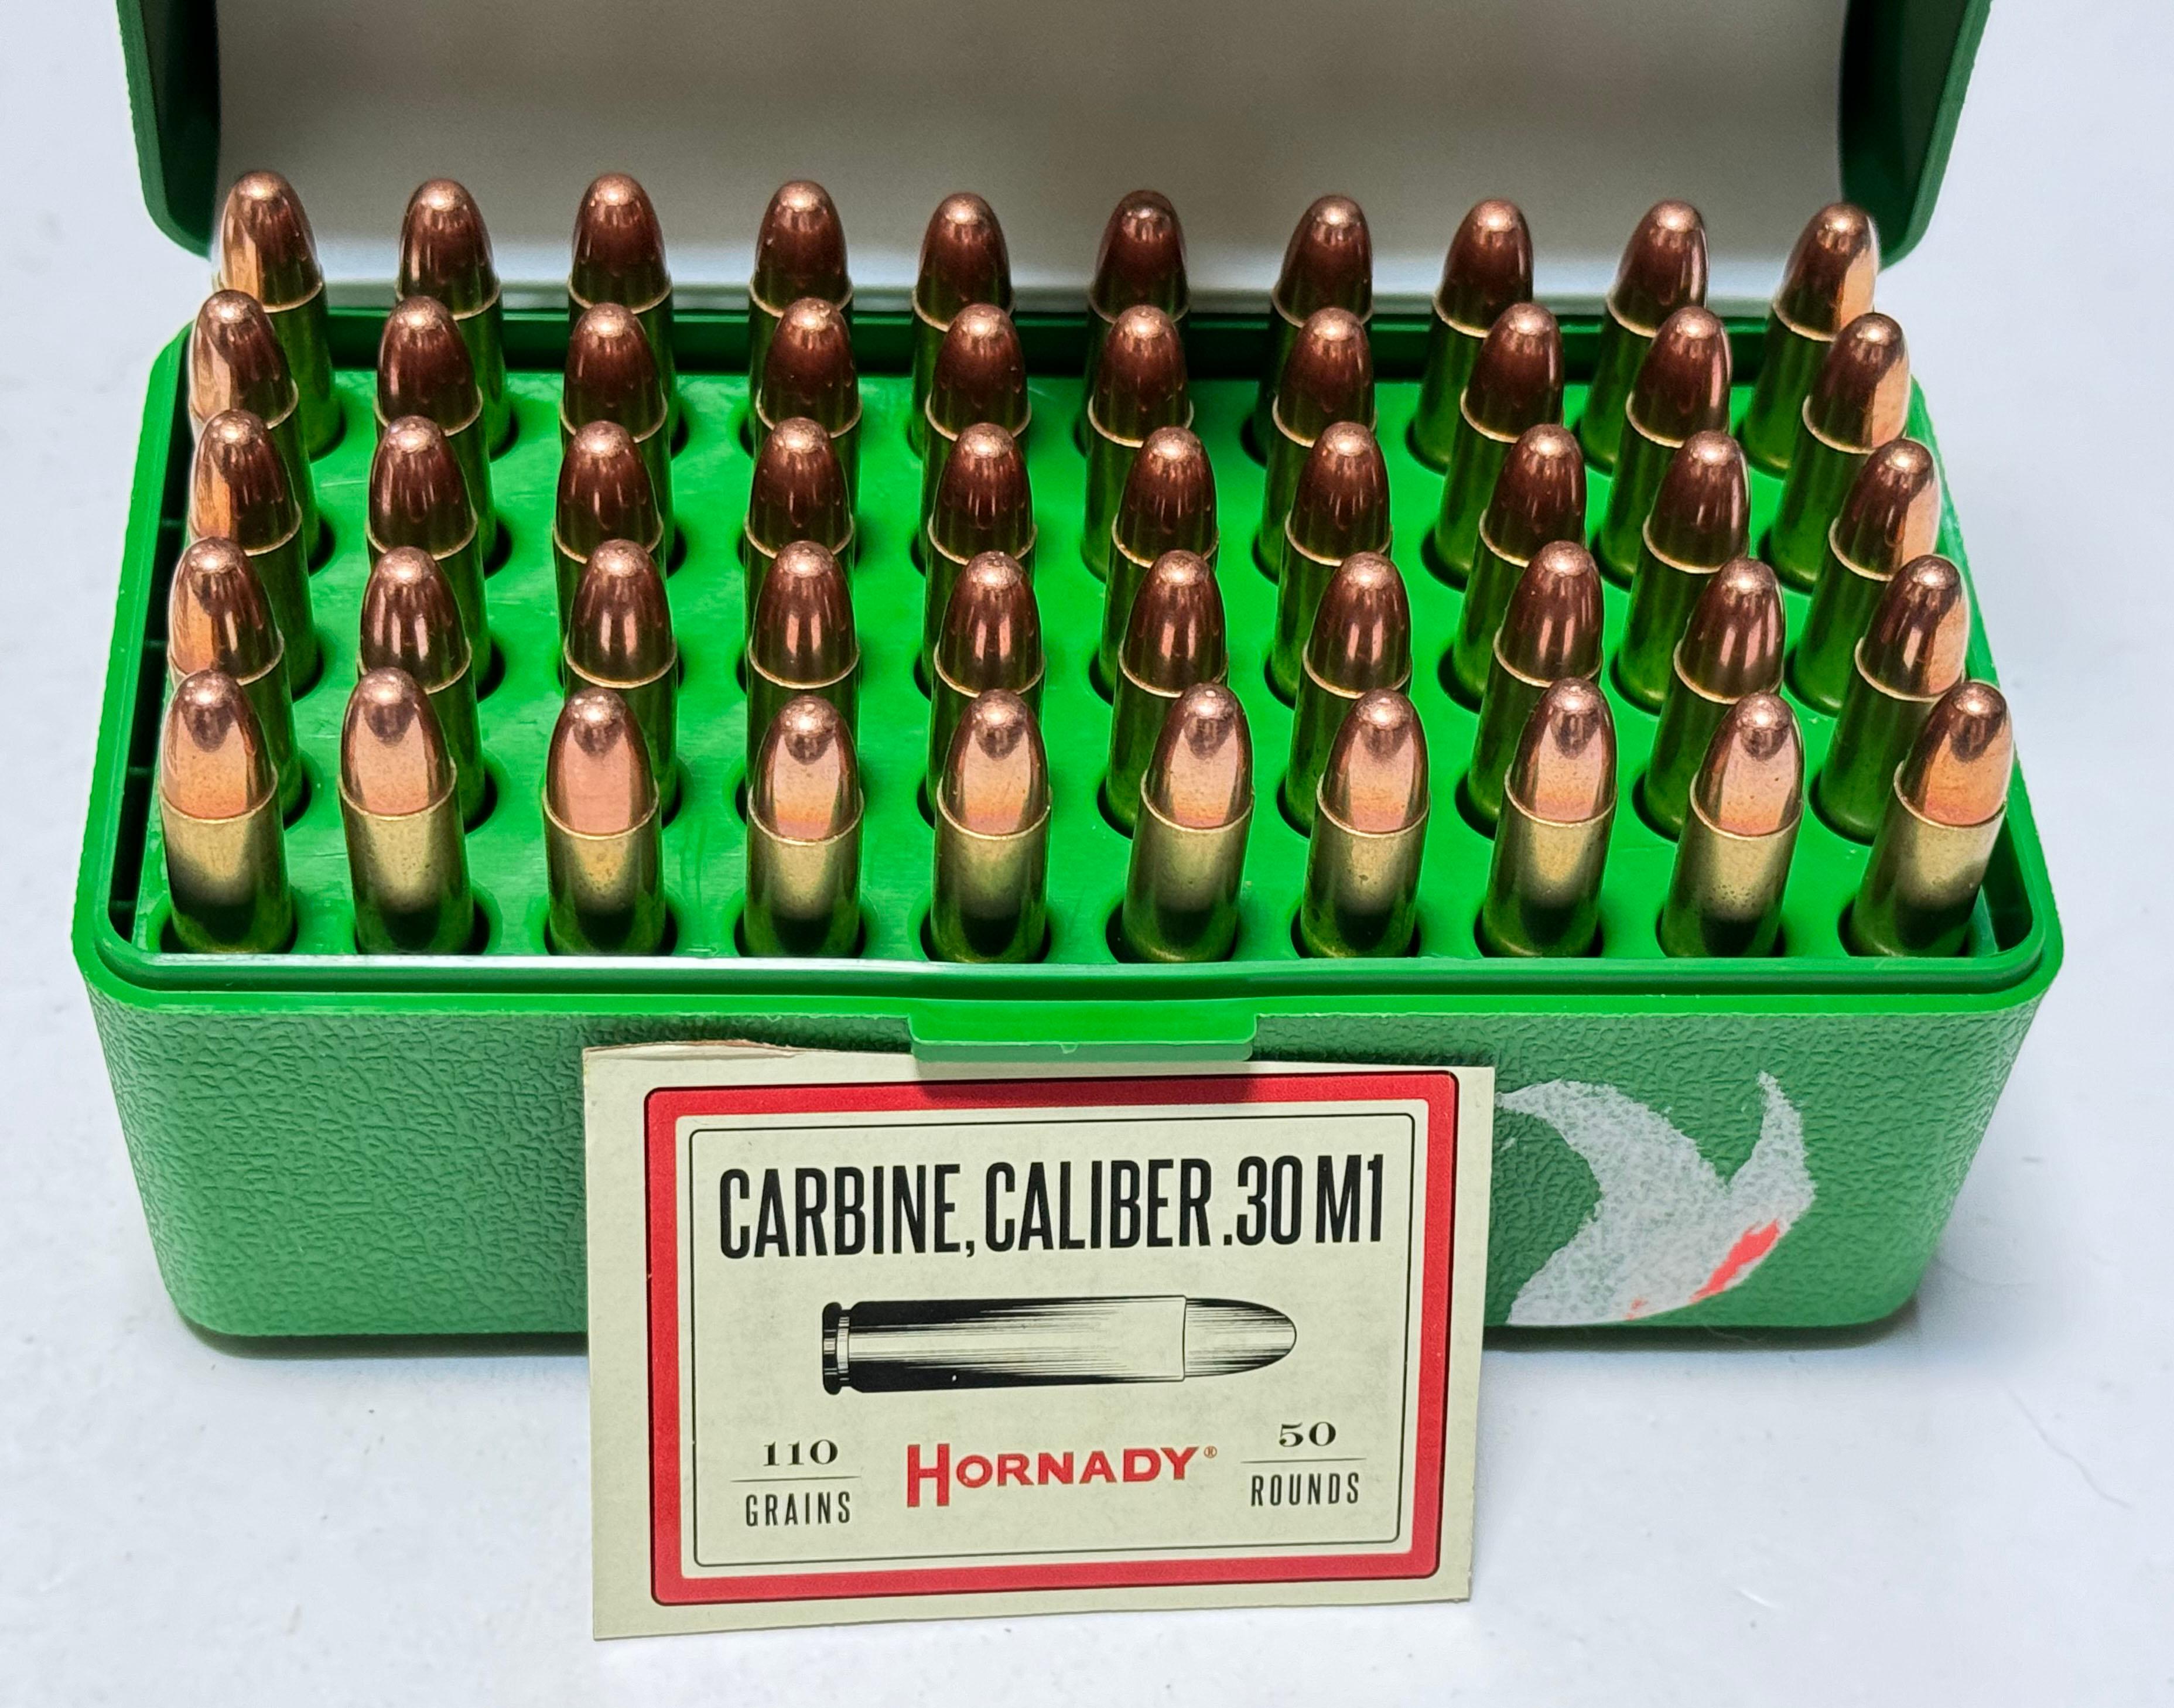 CARBINE, CALIBER .30 M1
110
GRAINS
HORNADY®
50
ROUNDS